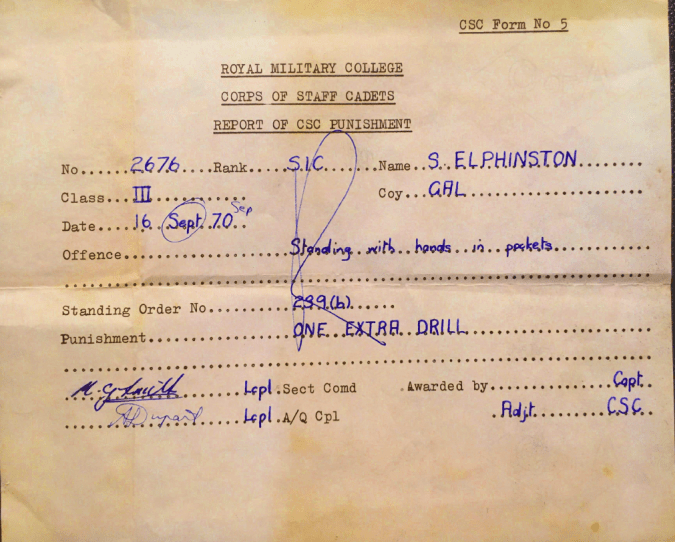 CSC Form No 5
ROYAL MILITARY COLLEGE
CORPS OF STAFF CADETS
REPORT OF CSC PUNISHMENT
No......2676....Rank.....S.I.C.....Name..S. ELPHINSTON.....
Class...III............... Coy...GAL..............
Sep
Date...16 Sept 70..
Offence....................Standing with hands in pockets.............
Standing Order No..........299.(b)......
Punishment.................ONE EXTRA DRILL.......................
Lcpl.Sect Comd Awarded by...............Capt.
Lcpl A/Q Cpl .Adjt..........CSC..